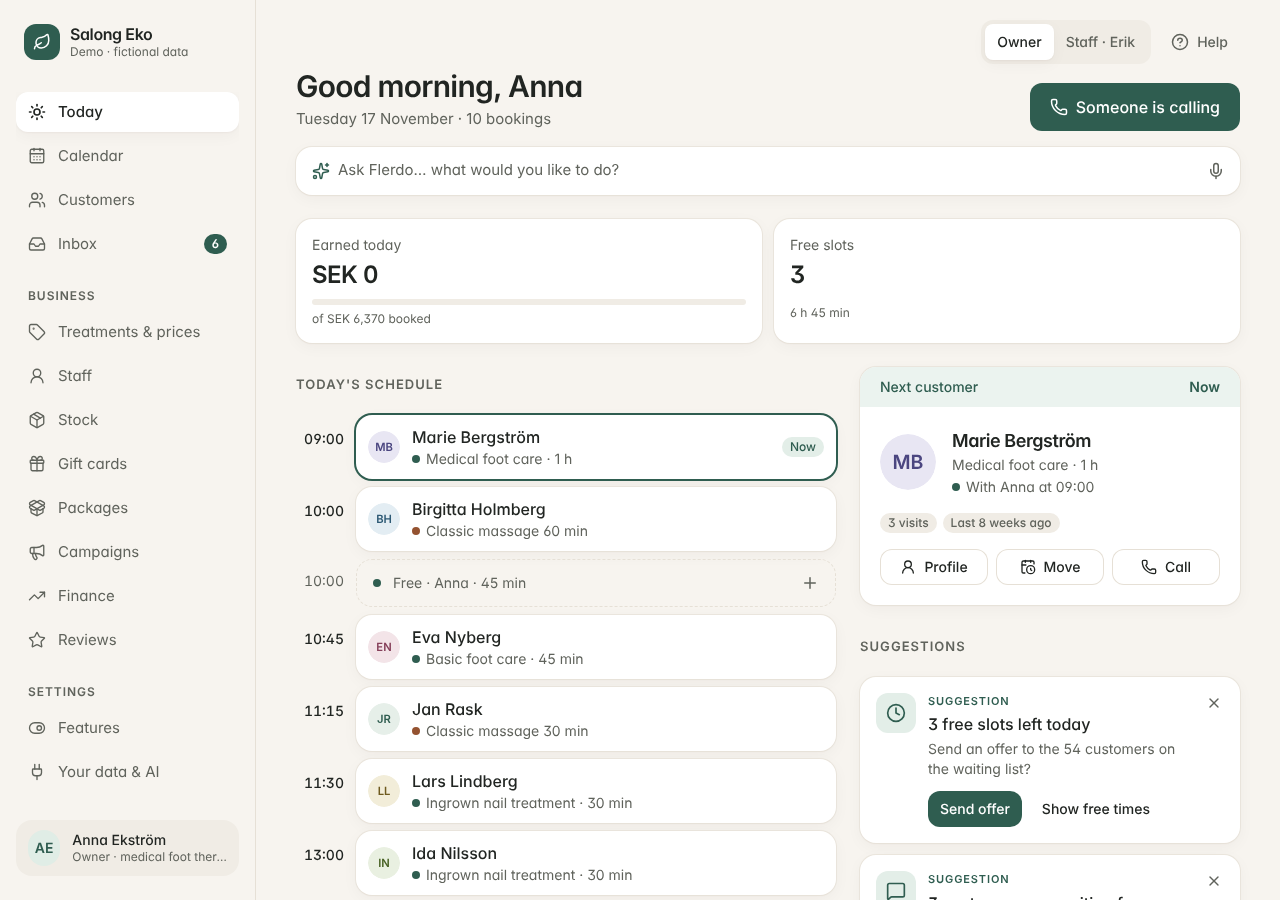 Salong Eko
Demo · fictional data
Today
Calendar
Customers
Inbox
6
BUSINESS
Treatments & prices
Staff
Stock
Gift cards
Packages
Campaigns
Finance
Reviews
SETTINGS
Features
Your data & AI
AE
Anna Ekström
Owner · medical foot ther...
Owner
Staff · Erik
Help
Good morning, Anna
Tuesday 17 November · 10 bookings
Someone is calling
Ask Flerdo... what would you like to do?
Earned today
SEK 0
of SEK 6,370 booked
Free slots
3
6 h 45 min
TODAY'S SCHEDULE
09:00
MB
Marie Bergström
Medical foot care · 1 h
Now
10:00
BH
Birgitta Holmberg
Classic massage 60 min
10:00
Free · Anna · 45 min
10:45
EN
Eva Nyberg
Basic foot care · 45 min
11:15
JR
Jan Rask
Classic massage 30 min
11:30
LL
Lars Lindberg
Ingrown nail treatment · 30 min
13:00
IN
Ida Nilsson
Ingrown nail treatment · 30 min
Next customer
Now
MB
Marie Bergström
Medical foot care · 1 h
With Anna at 09:00
3 visits
Last 8 weeks ago
Profile
Move
Call
SUGGESTIONS
SUGGESTION
3 free slots left today
Send an offer to the 54 customers on
the waiting list?
Send offer
Show free times
SUGGESTION